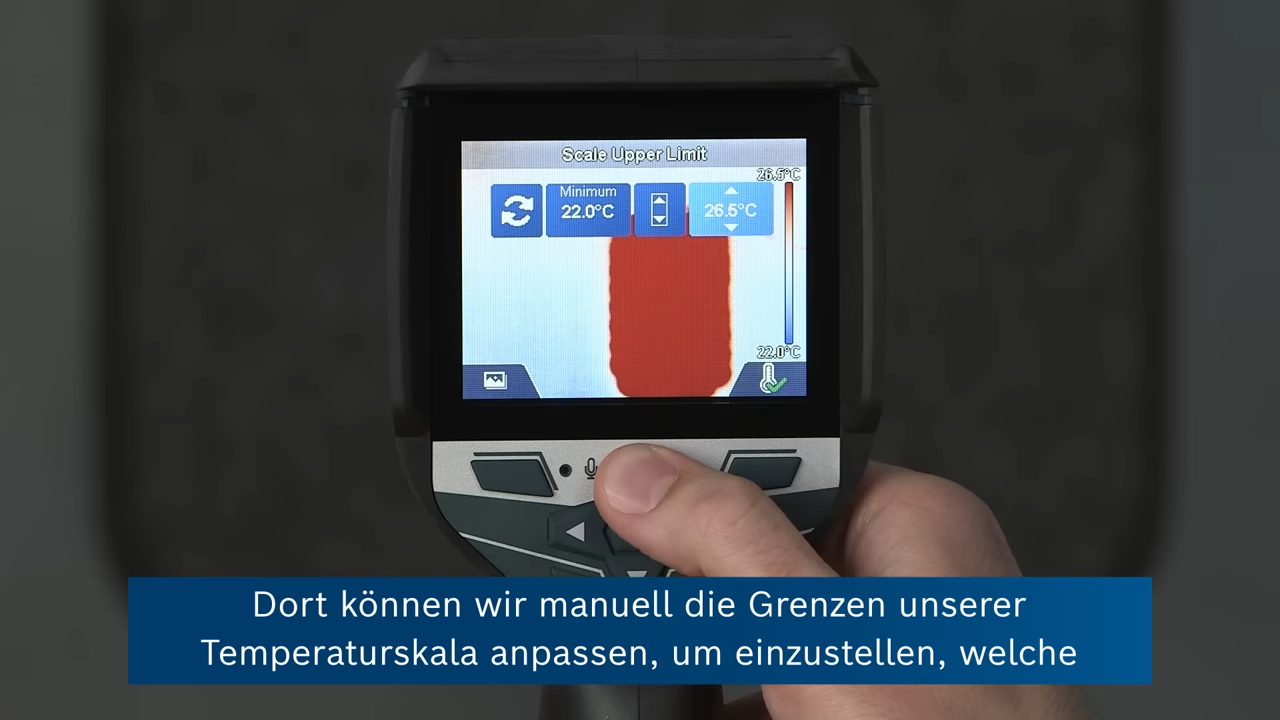 Scale Upper Limit
26.5°C
Minimum
22.0°C
26.5°C
22.0°C
Dort können wir manuell die Grenzen unserer
Temperaturskala anpassen, um einzustellen, welche